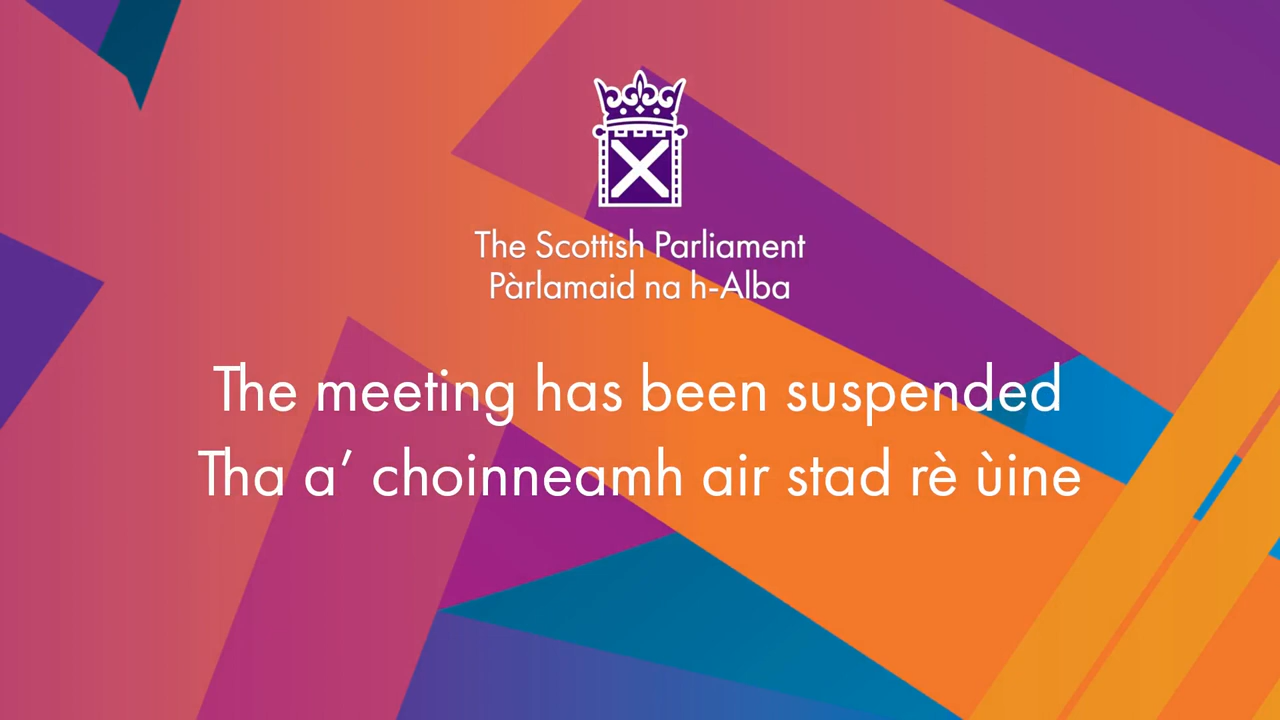 The Scottish Parliament
Pàrlamaid na h-Alba
The meeting has been suspended
Tha a’ choinneamh air stad rè ùine